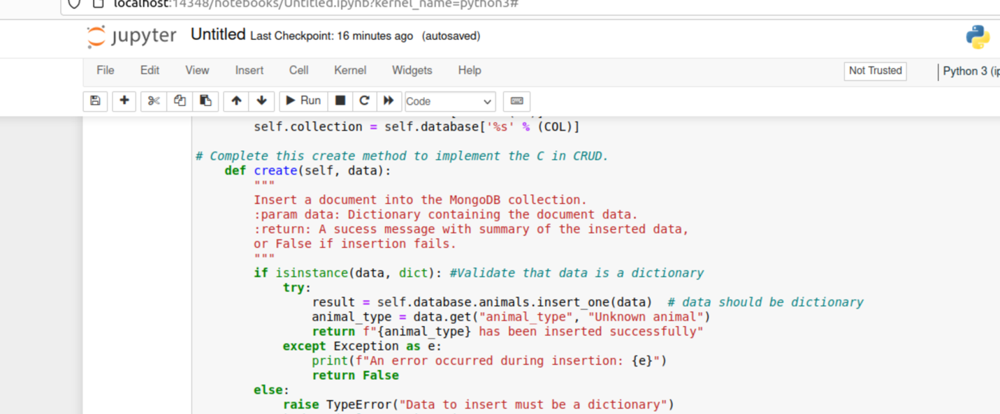 localhost:14348/notebooks/Untitled.ipynb?kernel_name=python3#
jupyter Untitled Last Checkpoint: 16 minutes ago (autosaved)
File Edit View Insert Cell Kernel Widgets Help Not Trusted Python 3 (ip
Run Code
self.collection = self.database['%s' % (COL)]
# Complete this create method to implement the C in CRUD.
def create(self, data):
"""
Insert a document into the MongoDB collection.
:param data: Dictionary containing the document data.
:return: A sucess message with summary of the inserted data,
or False if insertion fails.
"""
if isinstance(data, dict): #Validate that data is a dictionary
try:
result = self.database.animals.insert_one(data) # data should be dictionary
animal_type = data.get("animal_type", "Unknown animal")
return f"{animal_type} has been inserted successfully"
except Exception as e:
print(f"An error occurred during insertion: {e}")
return False
else:
raise TypeError("Data to insert must be a dictionary")